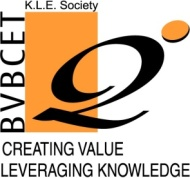 K.L.E. Society
BVBCET
CREATING VALUE
LEVERAGING KNOWLEDGE